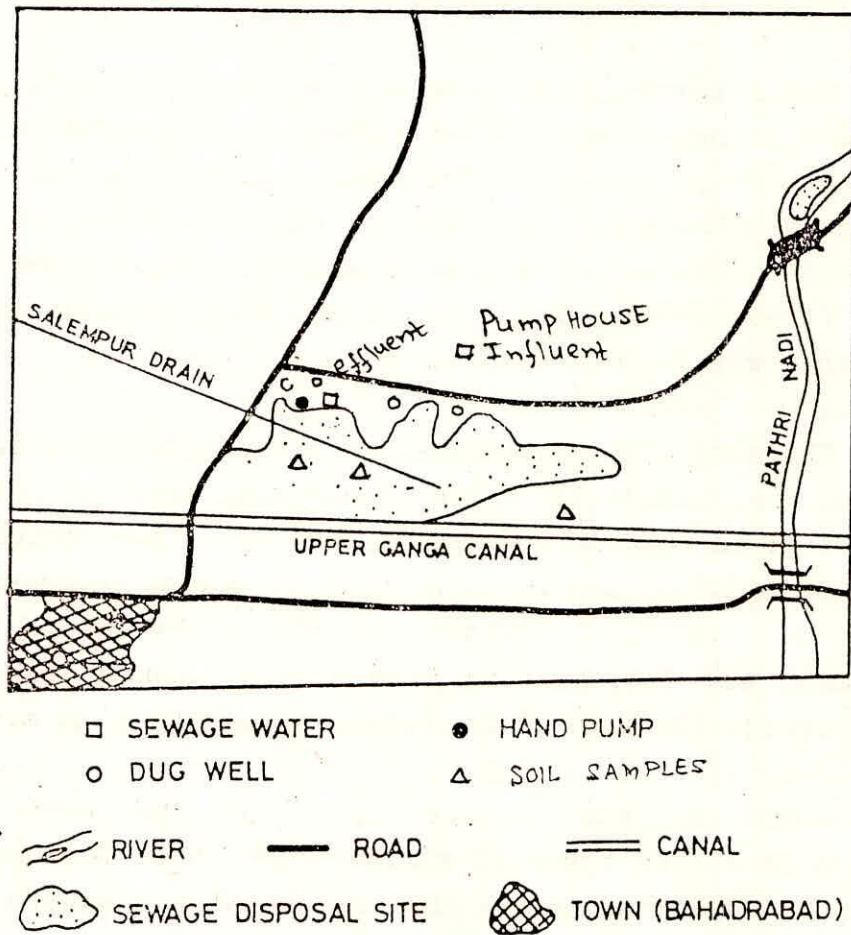 SALEMPUR DRAIN
effluent
Pump HOUSE
Influent
PATHRI NADI
UPPER GANGA CANAL
SEWAGE WATER
HAND PUMP
DUG WELL
SOIL SAMPLES
RIVER
ROAD
CANAL
SEWAGE DISPOSAL SITE
TOWN (BAHADRABAD)